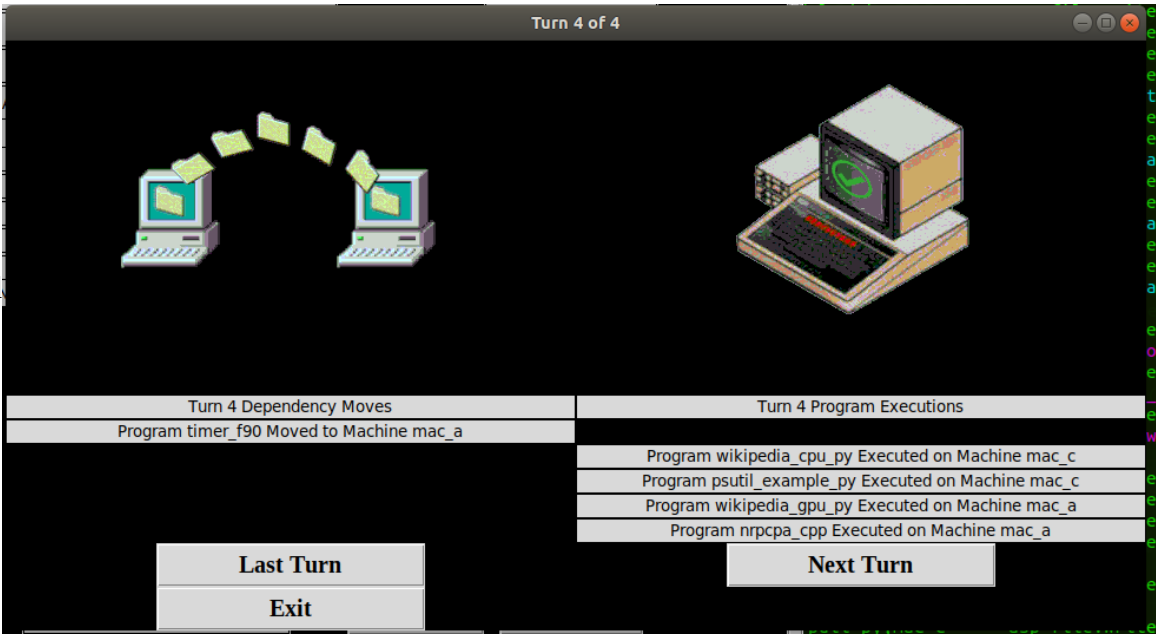 Turn 4 of 4
Turn 4 Dependency Moves
Turn 4 Program Executions
Program timer_f90 Moved to Machine mac_a
Program wikipedia_cpu_py Executed on Machine mac_c
Program psutil_example_py Executed on Machine mac_c
Program wikipedia_gpu_py Executed on Machine mac_a
Program nrpcpa_cpp Executed on Machine mac_a
Last Turn
Next Turn
Exit